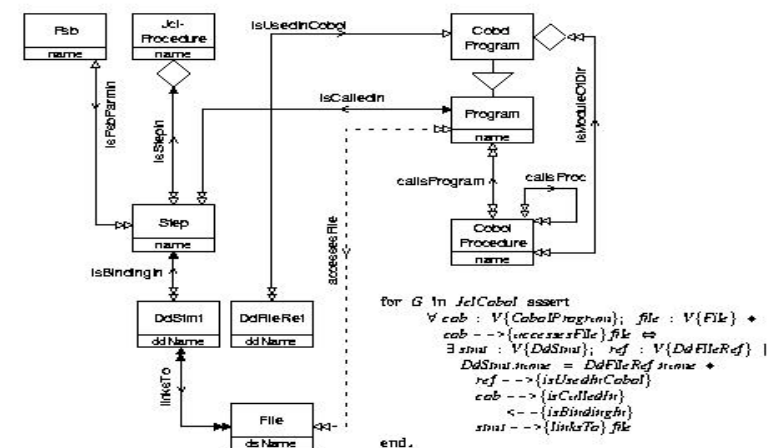 Psb
name
Jcl-
Procedure
name
isUsedInCobol
Cobol
Program
isPsbParmIn
isStepIn
isCalledIn
Program
name
isModuleOfDir
callsProgram
callsProc
Step
name
accessesFile
Cobol
Procedure
name
isBindingIn
DdStmt
ddName
DdFileRef
ddName
linksTo
File
dsName
for G in JclCobol assert
∀ cob : V{CobolProgram}; file : V{File} •
cob -->{accessesFile} file ⇔
∃ stmt : V{DdStmt}; ref : V{DdFileRef} |
DdStmt.name = DdFileRef.name •
ref -->{isUsedInCobol}
cob -->{isCalledIn}
<--{isBindingIn}
stmt -->{linksTo} file
end.